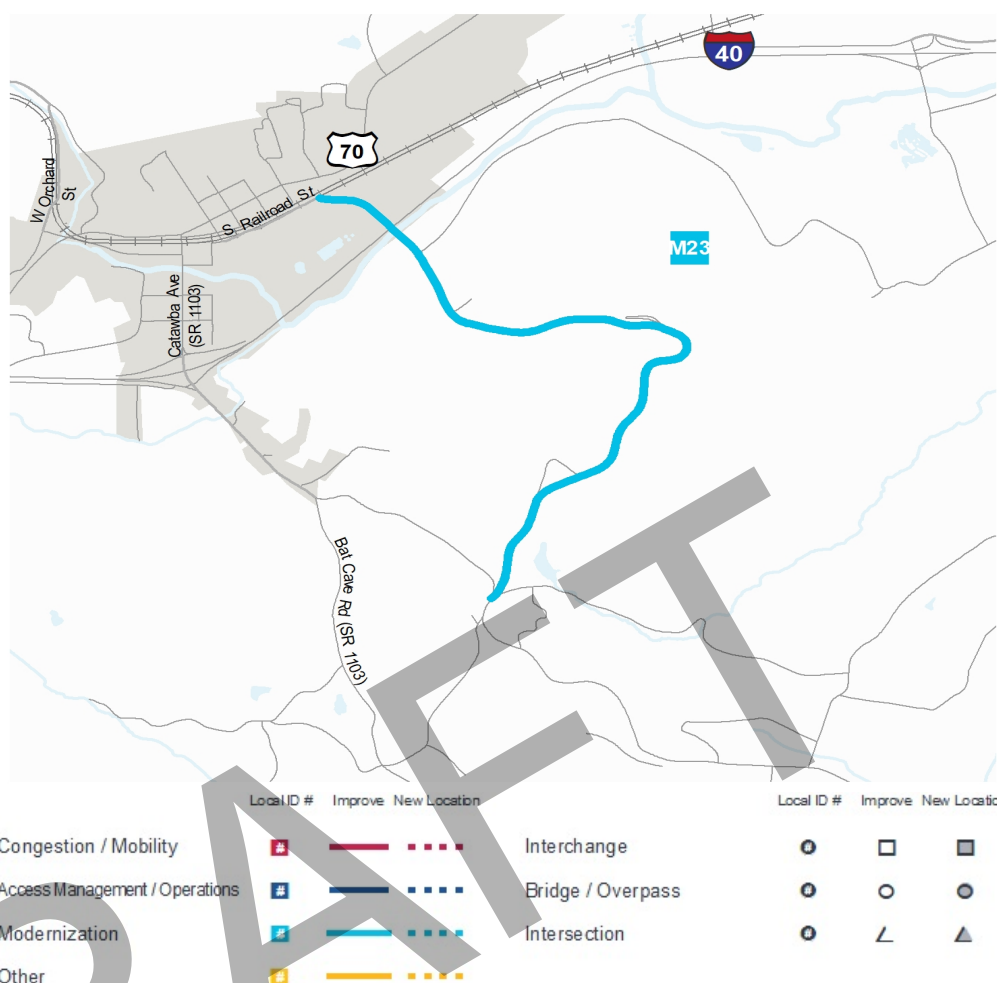 40
70
W Orchard
St
S Railroad St
M23
Catawba Ave
(SR 1103)
Bat Cave Rd (SR 1103)
Local ID # Improve New Location
Local ID # Improve New Locatio
Congestion / Mobility #
Interchange #
Access Management / Operations #
Bridge / Overpass #
Modernization #
Intersection #
Other #
RAFT